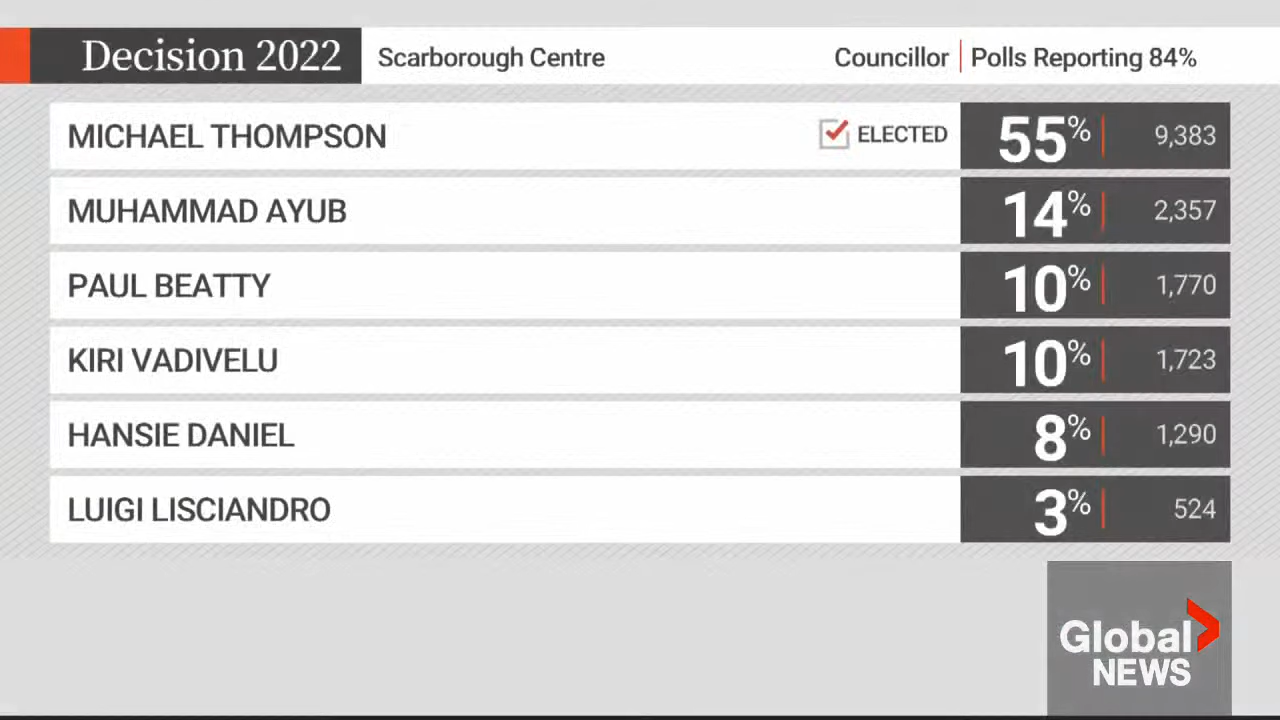 Decision 2022 Scarborough Centre Councillor Polls Reporting 84%
MICHAEL THOMPSON ELECTED 55% 9,383
MUHAMMAD AYUB 14% 2,357
PAUL BEATTY 10% 1,770
KIRI VADIVELU 10% 1,723
HANSIE DANIEL 8% 1,290
LUIGI LISCIANDRO 3% 524
Global
NEWS